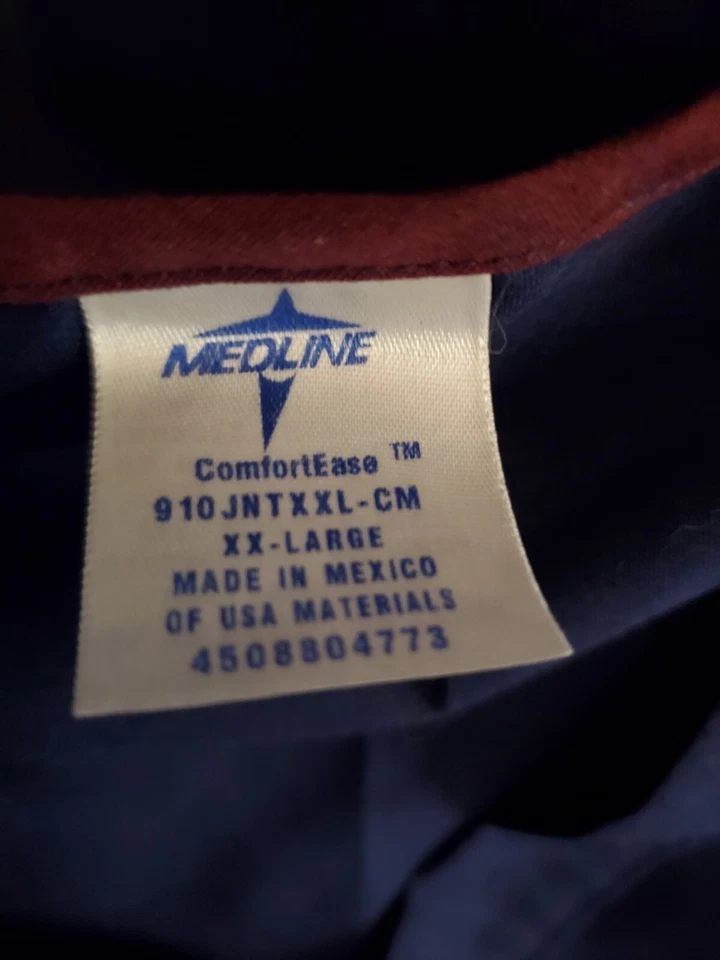 MEDLINE
ComfortEase ™
910JNTXXL-CM
XX-LARGE
MADE IN MEXICO
OF USA MATERIALS
4508804773